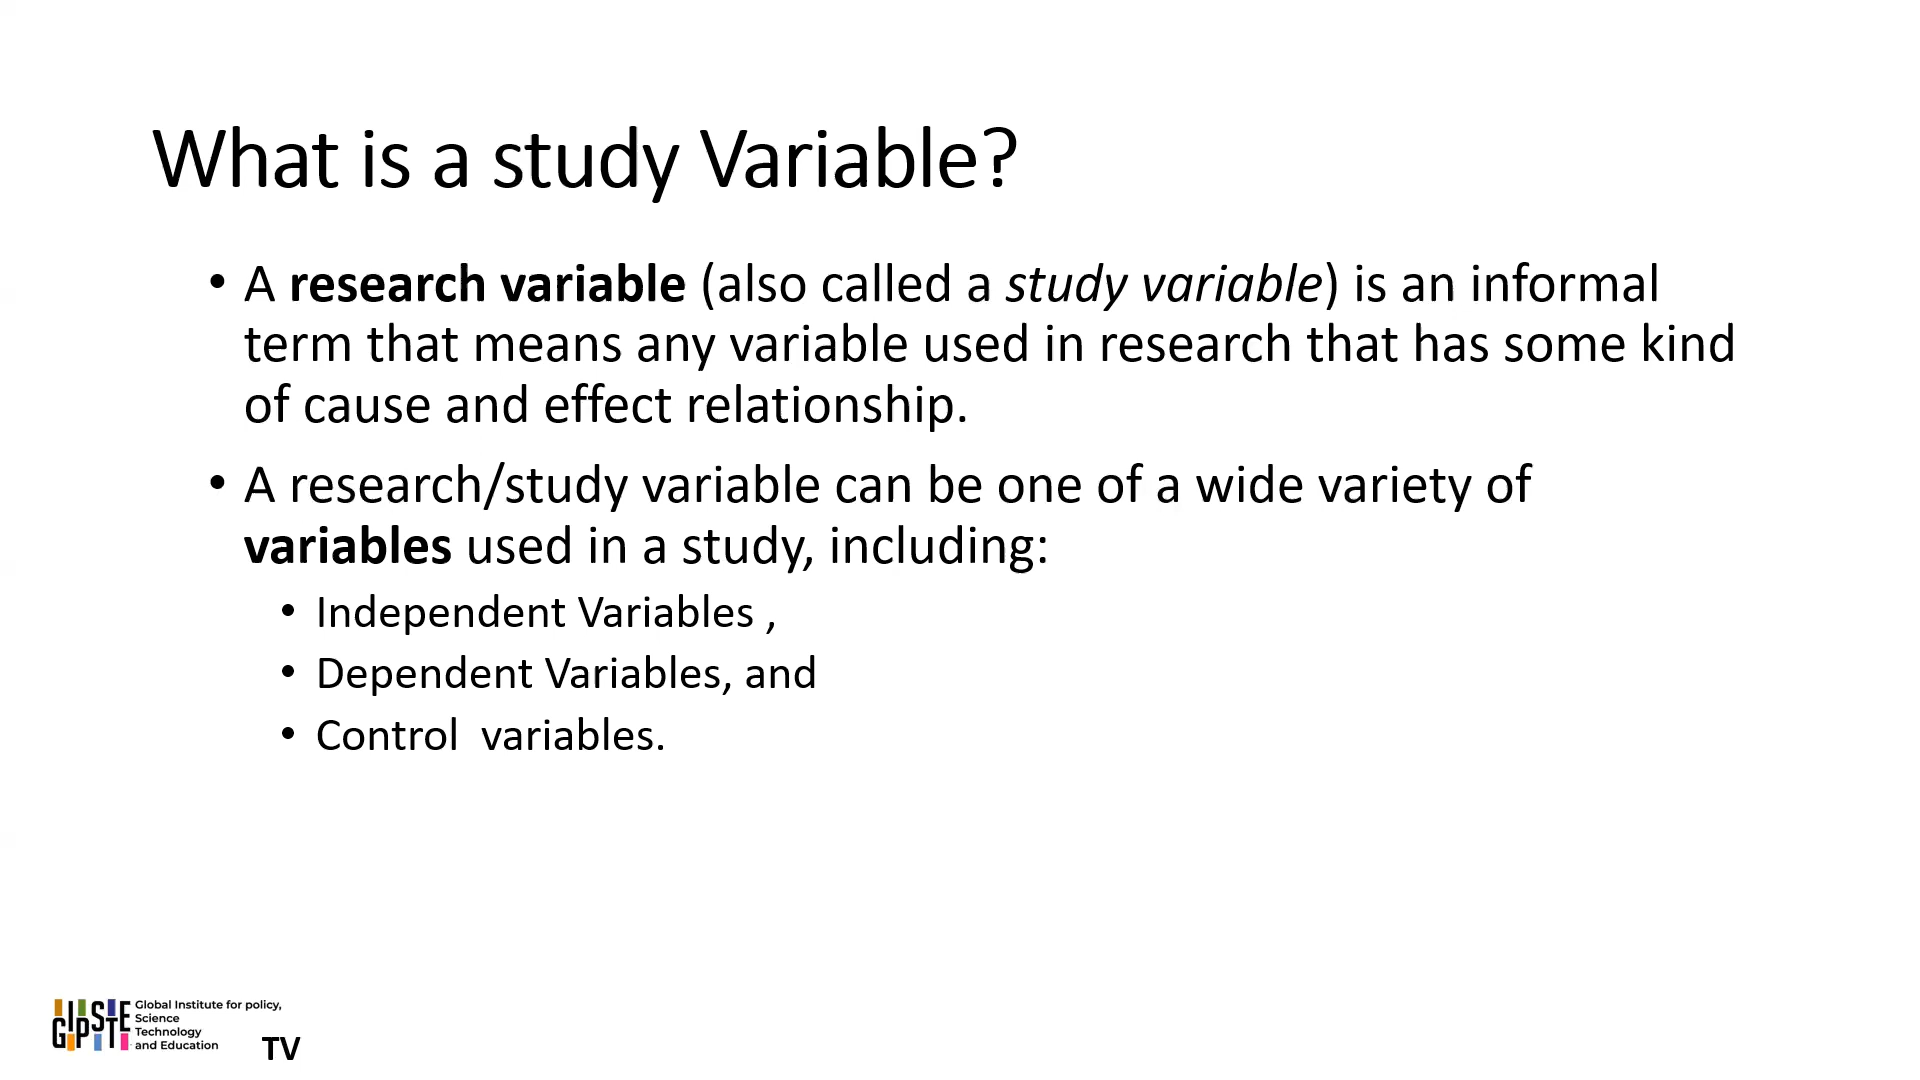 What is a study Variable?
• A research variable (also called a study variable) is an informal
term that means any variable used in research that has some kind
of cause and effect relationship.
• A research/study variable can be one of a wide variety of
variables used in a study, including:
• Independent Variables ,
• Dependent Variables, and
• Control  variables.
GIPSTE
Global Institute for policy,
Science
Technology
and Education
TV